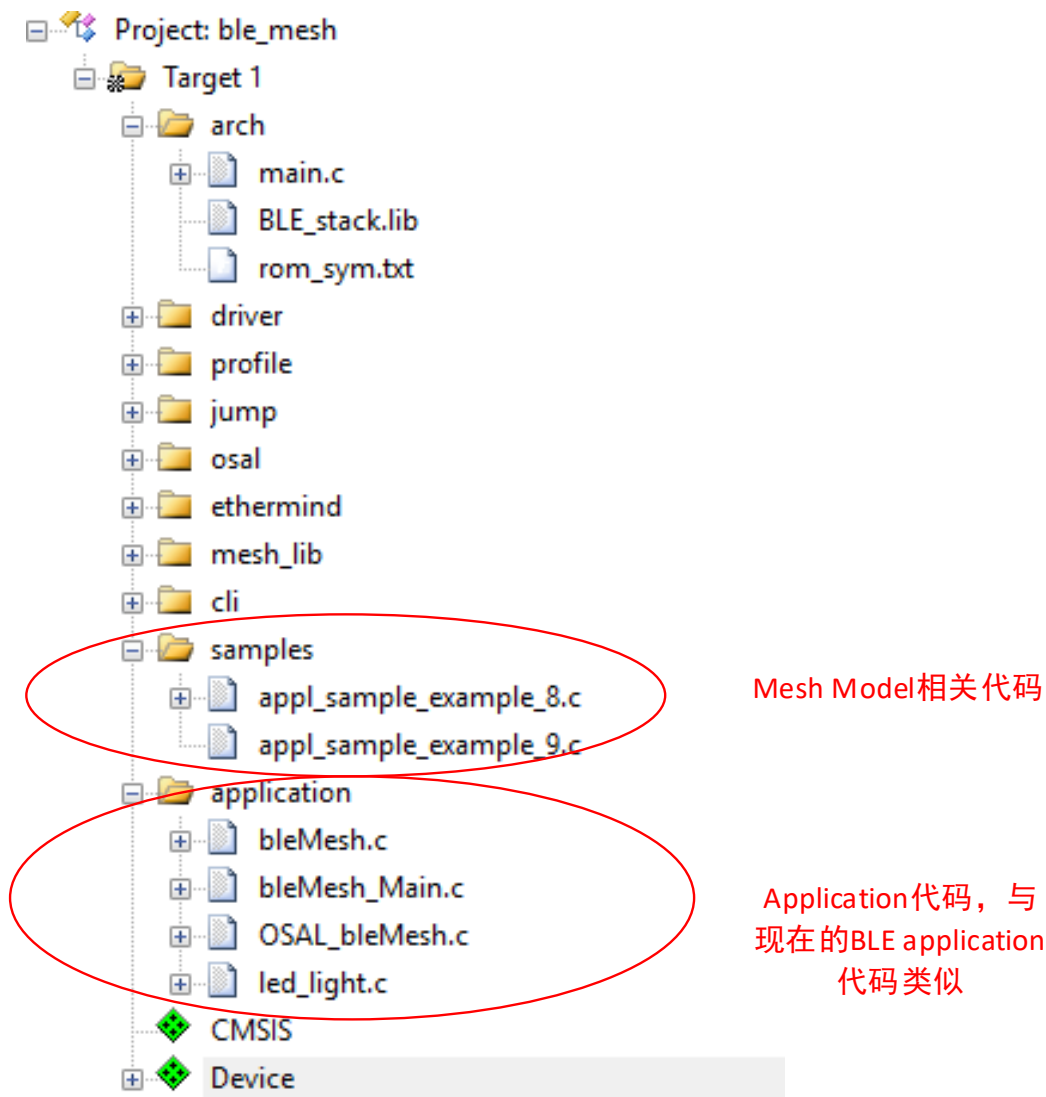 Project: ble_mesh
Target 1
arch
main.c
BLE_stack.lib
rom_sym.txt
driver
profile
jump
osal
ethermind
mesh_lib
cli
samples
appl_sample_example_8.c
appl_sample_example_9.c
Mesh Model相关代码
application
bleMesh.c
bleMesh_Main.c
OSAL_bleMesh.c
led_light.c
Application代码，与
现在的BLE application
代码类似
CMSIS
Device